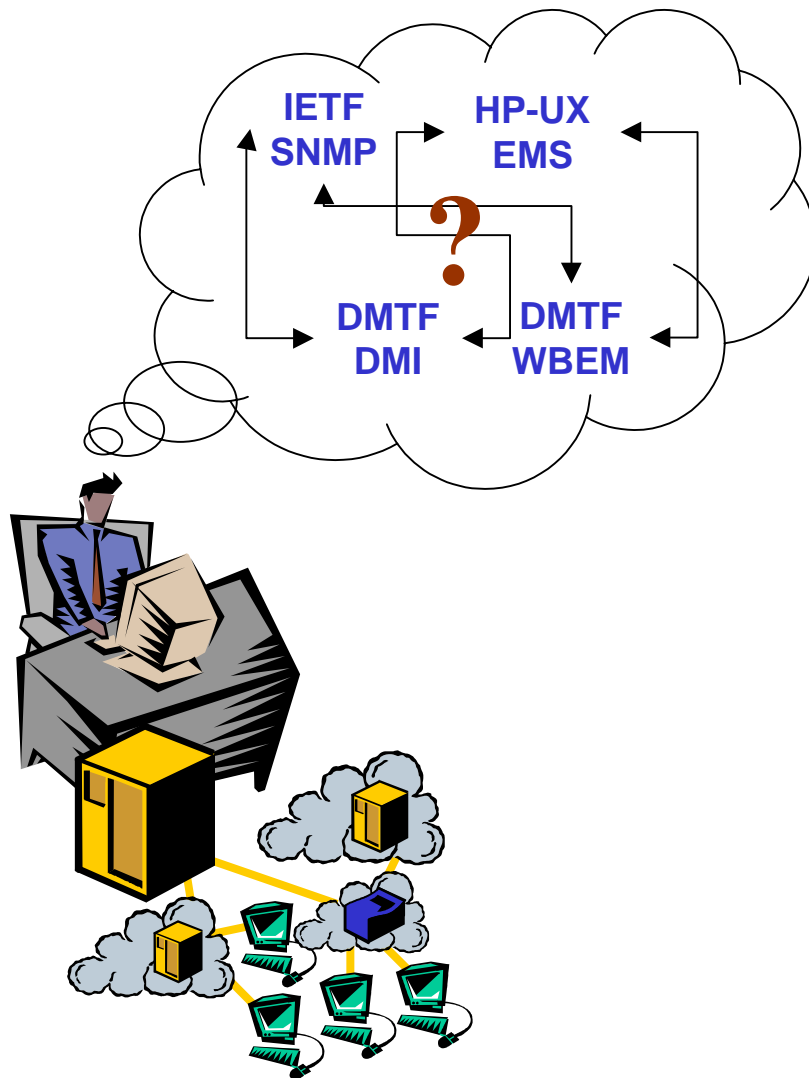 IETF
SNMP
HP-UX
EMS
?
DMTF
DMI
DMTF
WBEM